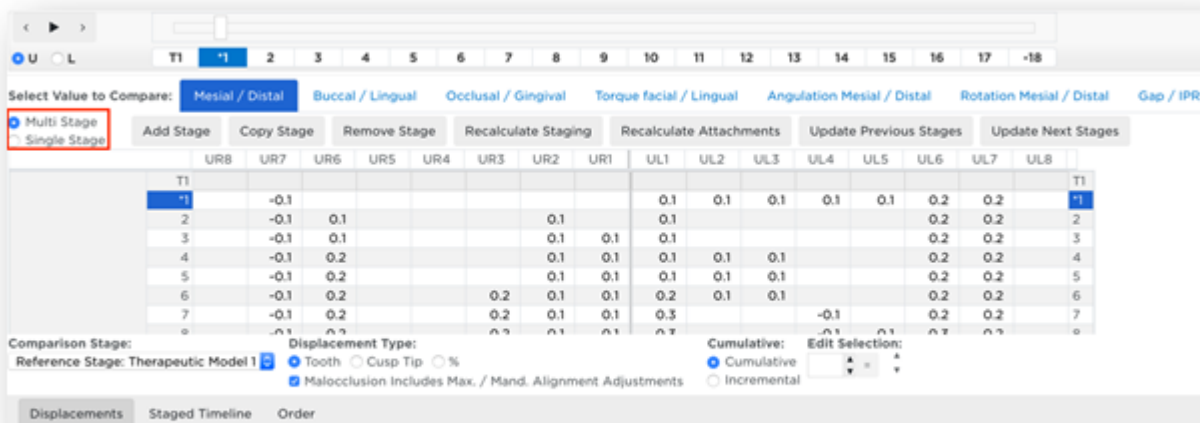 U L T1 *1 2 3 4 5 6 7 8 9 10 11 12 13 14 15 16 17 -18
Select Value to Compare: Mesial / Distal Buccal / Lingual Occlusal / Gingival Torque facial / Lingual Angulation Mesial / Distal Rotation Mesial / Distal Gap / IPR
Multi Stage
Single Stage
Add Stage Copy Stage Remove Stage Recalculate Staging Recalculate Attachments Update Previous Stages Update Next Stages
UR8 UR7 UR6 UR5 UR4 UR3 UR2 UR1 UL1 UL2 UL3 UL4 UL5 UL6 UL7 UL8
T1 T1
*1 -0.1 0.1 0.1 0.1 0.1 0.1 0.2 0.2 *1
2 -0.1 0.1 0.1 0.1 0.2 0.2 2
3 -0.1 0.1 0.1 0.1 0.1 0.2 0.2 3
4 -0.1 0.2 0.1 0.1 0.1 0.1 0.1 0.2 0.2 4
5 -0.1 0.2 0.1 0.1 0.1 0.1 0.1 0.2 0.2 5
6 -0.1 0.2 0.2 0.1 0.1 0.2 0.1 0.1 0.2 0.2 6
7 -0.1 0.2 0.2 0.1 0.1 0.3 -0.1 0.2 0.2 7
Comparison Stage: Displacement Type: Cumulative: Edit Selection:
Reference Stage: Therapeutic Model 1 Tooth Cusp Tip % Cumulative
Malocclusion Includes Max. / Mand. Alignment Adjustments Incremental
Displacements Staged Timeline Order